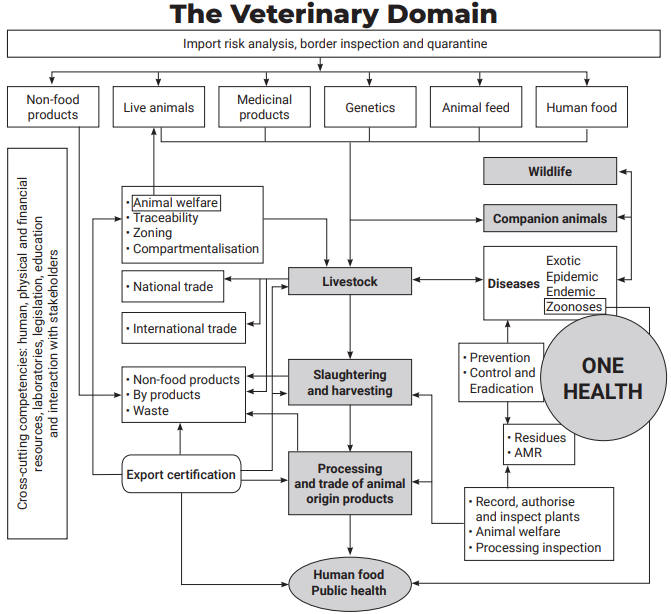 The Veterinary Domain
Import risk analysis, border inspection and quarantine
Non-food
products
Live animals
Medicinal
products
Genetics
Animal feed
Human food
Cross-cutting competencies: human, physical and financial
resources, laboratories, legislation, education
and interaction with stakeholders
• Animal welfare
• Traceability
• Zoning
• Compartmentalisation
Wildlife
Companion animals
• National trade
Livestock
Diseases
Exotic
Epidemic
Endemic
Zoonoses
• International trade
• Non-food products
• By products
• Waste
Slaughtering
and harvesting
• Prevention
• Control and
Eradication
ONE
HEALTH
• Residues
• AMR
Export certification
Processing
and trade of animal
origin products
• Record, authorise
and inspect plants
• Animal welfare
• Processing inspection
Human food
Public health